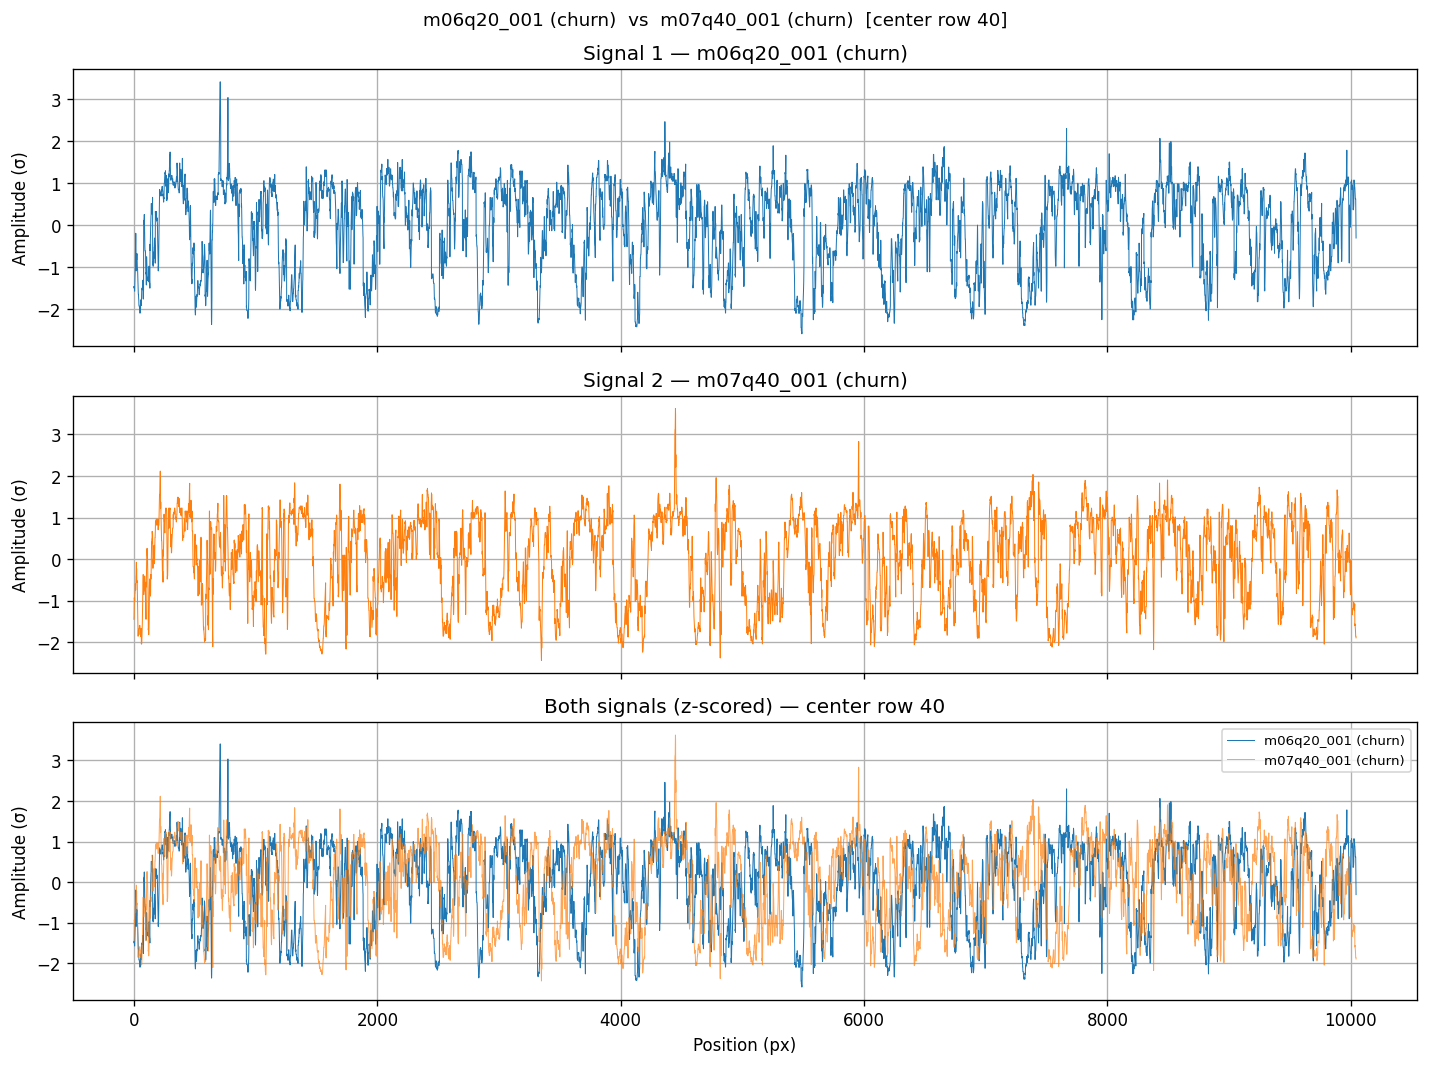 m06q20_001 (churn)  vs  m07q40_001 (churn)  [center row 40]
Signal 1 — m06q20_001 (churn)
Amplitude (σ)
3
2
1
0
−1
−2
Signal 2 — m07q40_001 (churn)
Amplitude (σ)
3
2
1
0
−1
−2
Both signals (z-scored) — center row 40
Amplitude (σ)
3
2
1
0
−1
−2
m06q20_001 (churn)
m07q40_001 (churn)
0 2000 4000 6000 8000 10000
Position (px)